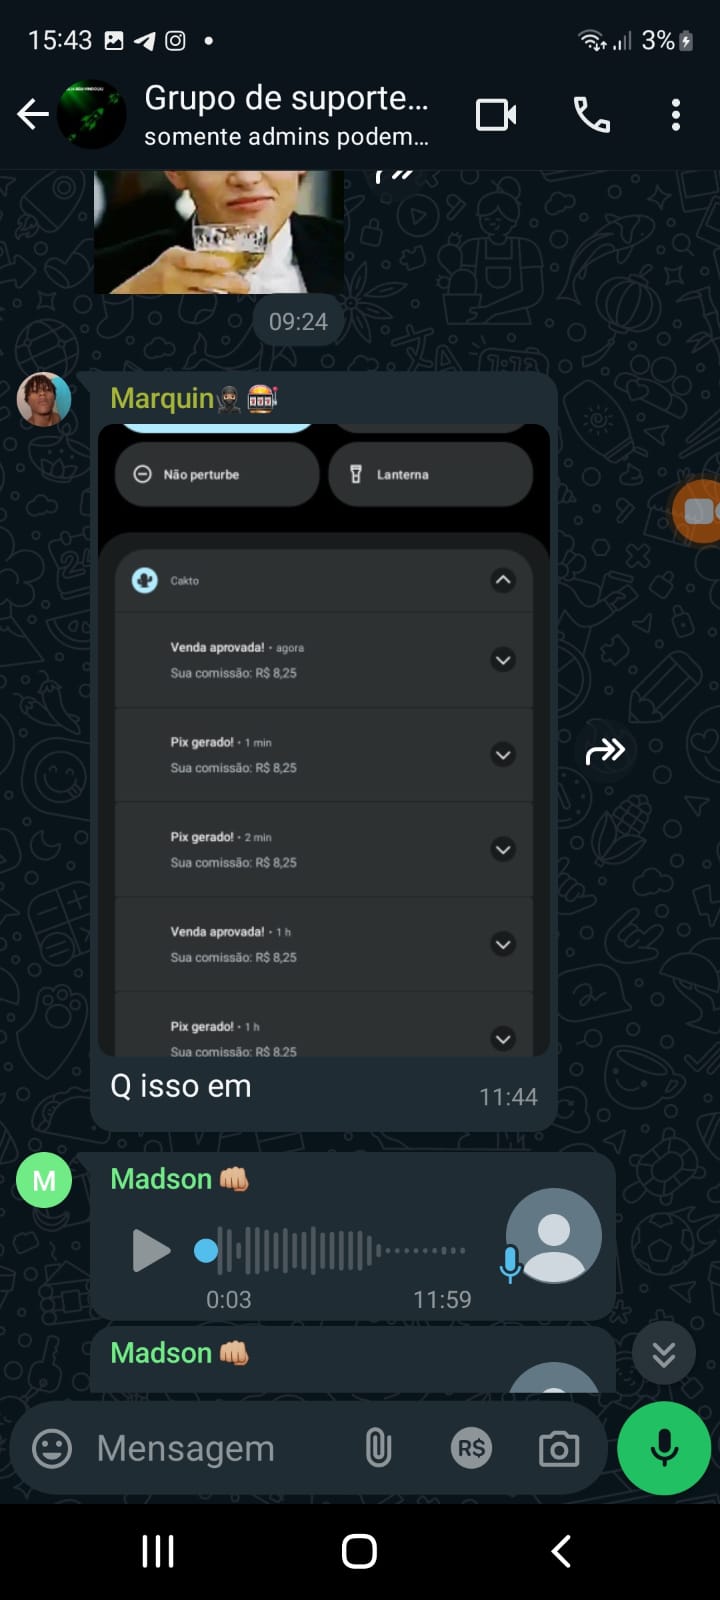 15:43
3%
Grupo de suporte...
somente admins podem...
09:24
Marquin
Não perturbe
Lanterna
Cakto
Venda aprovada! • agora
Sua comissão: R$ 8,25
Pix gerado! • 1 min
Sua comissão: R$ 8,25
Pix gerado! • 2 min
Sua comissão: R$ 8,25
Venda aprovada! • 1 h
Sua comissão: R$ 8,25
Pix gerado! • 1 h
Sua comissão: R$ 8,25
Q isso em
11:44
M
Madson
0:03
11:59
Madson
Mensagem
R$